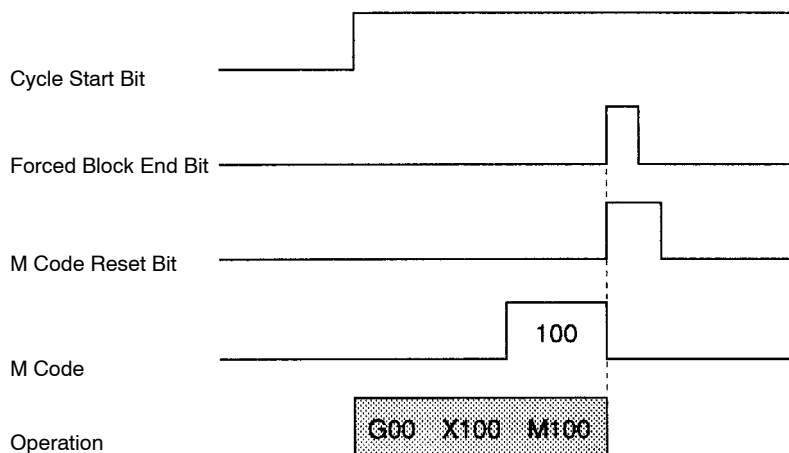 Cycle Start Bit
Forced Block End Bit
M Code Reset Bit
100
M Code
G00 X100 M100
Operation